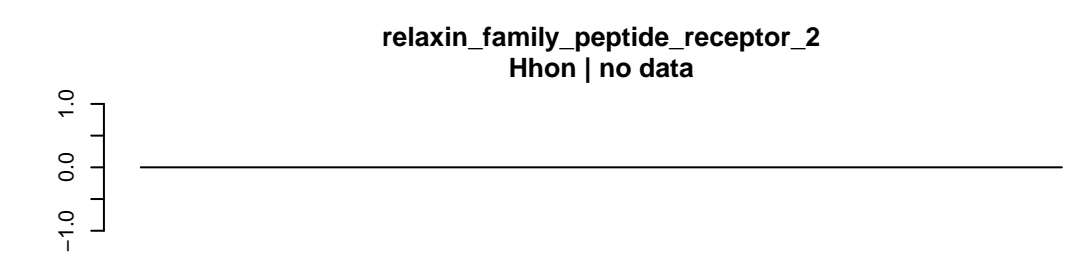 relaxin_family_peptide_receptor_2
Hhon | no data
1.0
0.0
−1.0